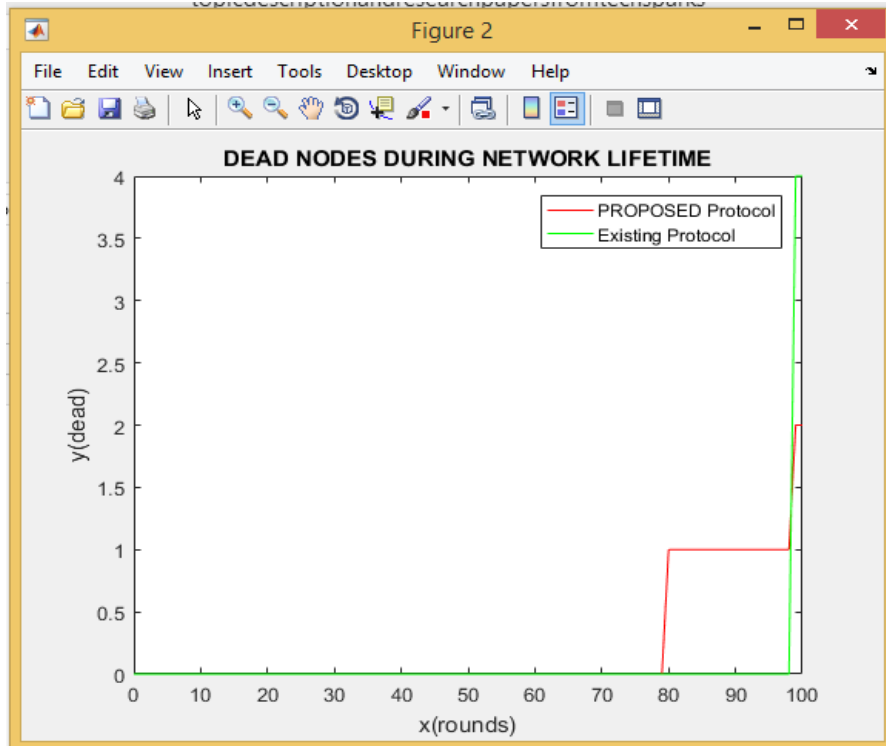 topicdescriptionandresearchpapersfromtechsparks
Figure 2
File Edit View Insert Tools Desktop Window Help
DEAD NODES DURING NETWORK LIFETIME
PROPOSED Protocol
Existing Protocol
4
3.5
3
2.5
2
1.5
1
0.5
0
y(dead)
0 10 20 30 40 50 60 70 80 90 100
x(rounds)